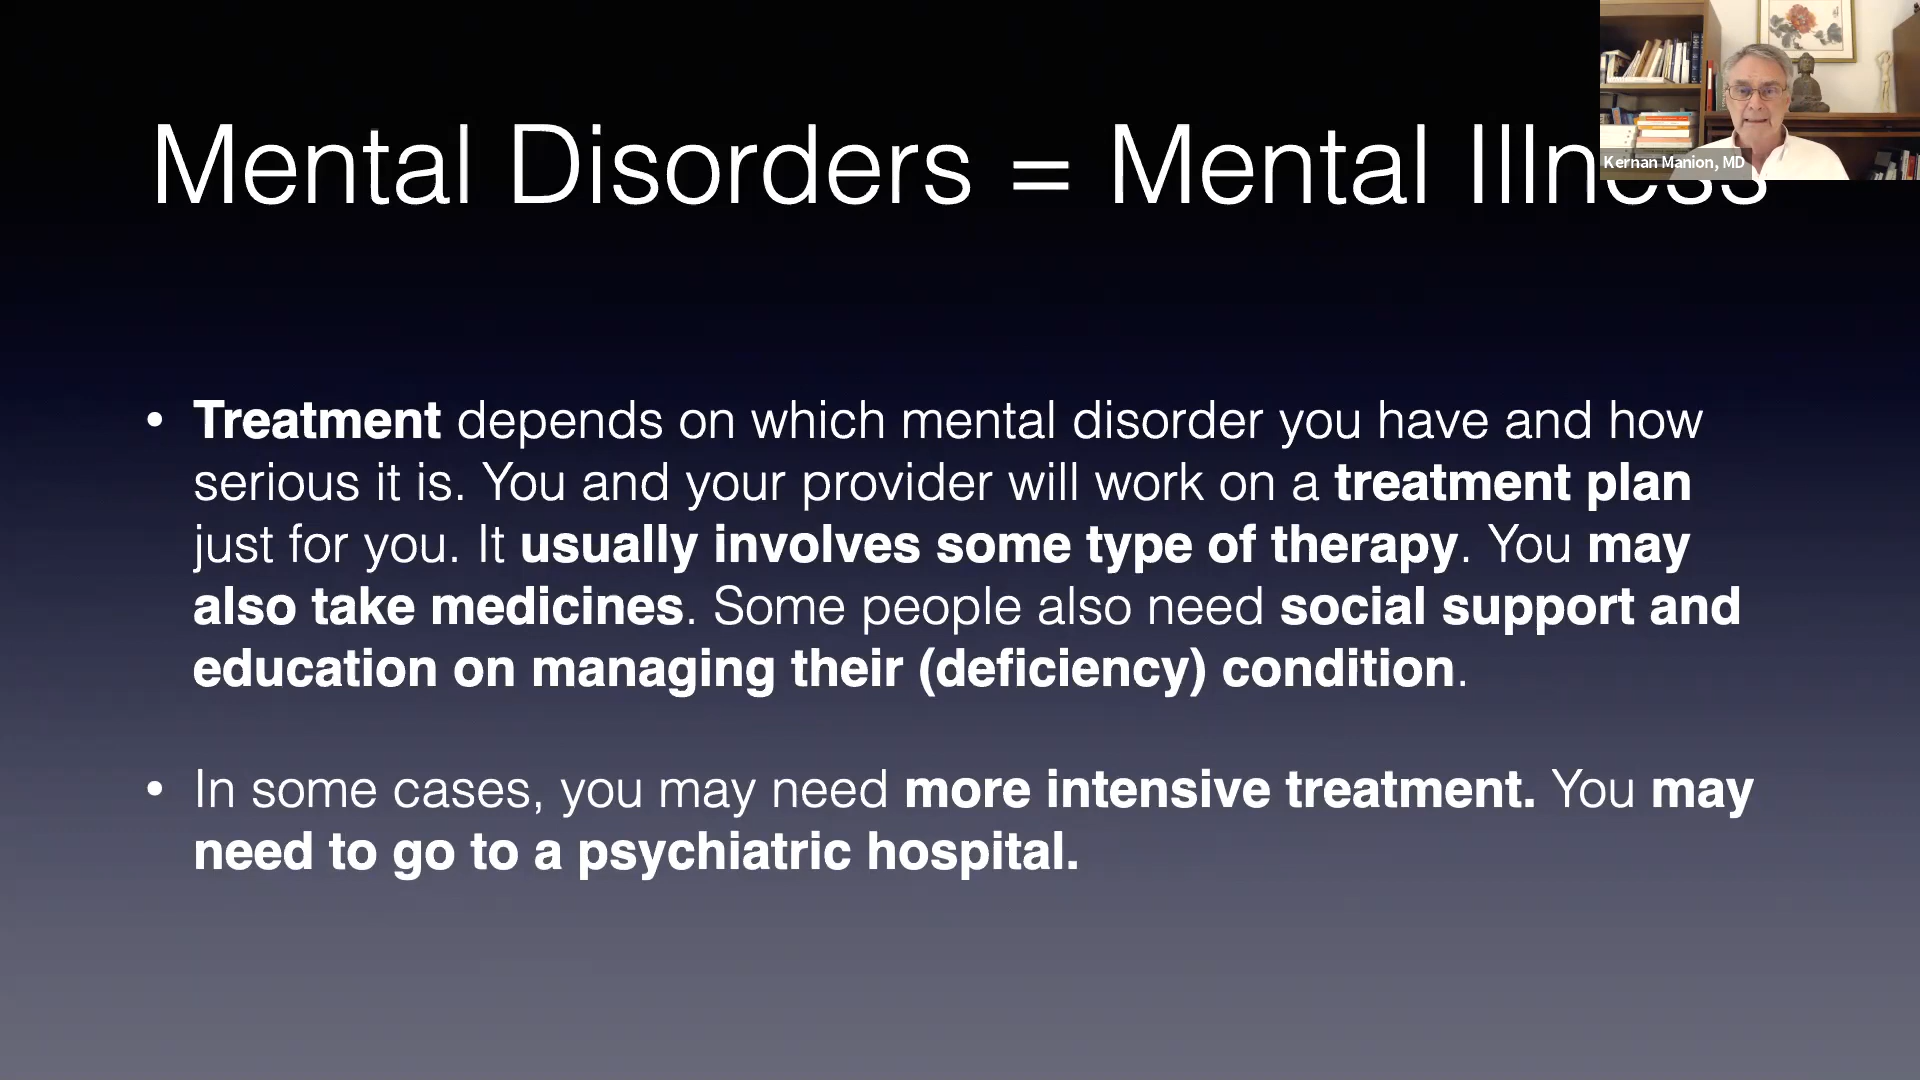 Mental Disorders = Mental Illness
Kernan Manion, MD
• Treatment depends on which mental disorder you have and how
serious it is. You and your provider will work on a treatment plan
just for you. It usually involves some type of therapy. You may
also take medicines. Some people also need social support and
education on managing their (deficiency) condition.
• In some cases, you may need more intensive treatment. You may
need to go to a psychiatric hospital.